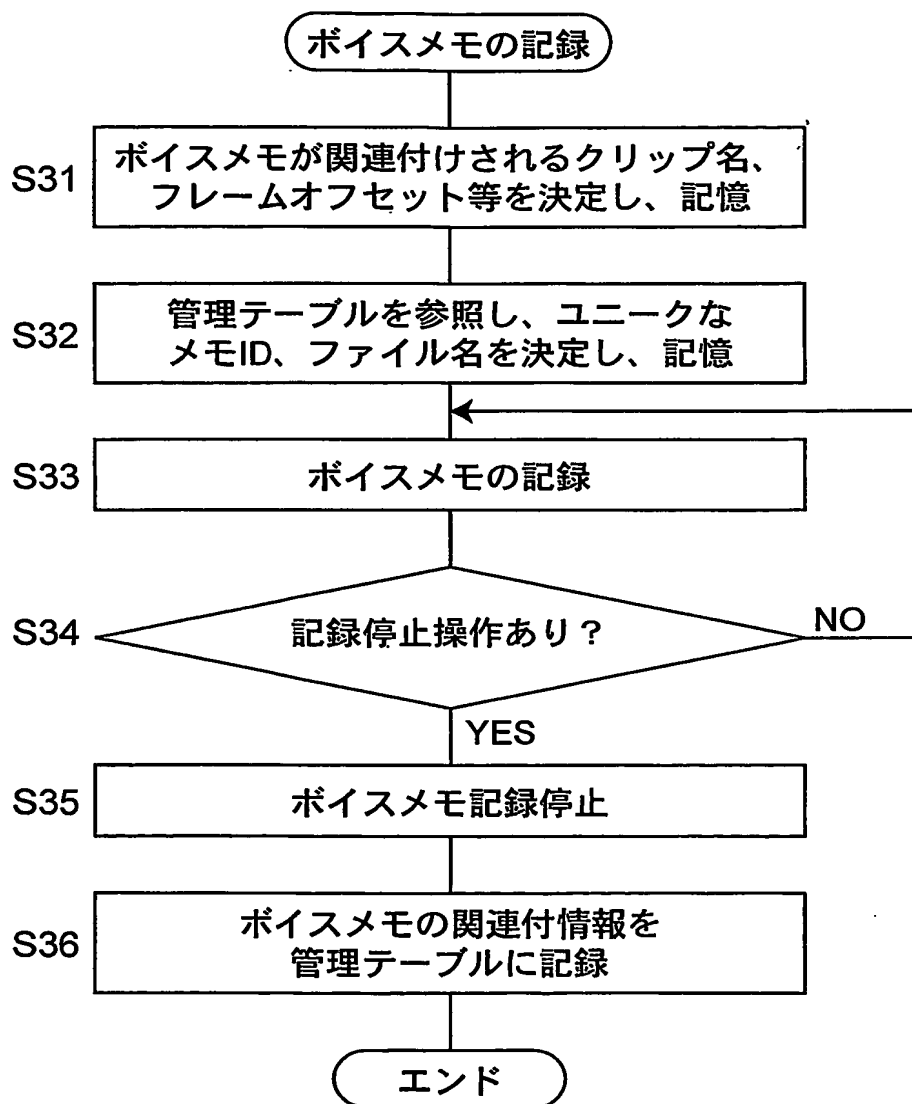 ボイスメモの記録
S31
ボイスメモが関連付けされるクリップ名、
フレームオフセット等を決定し、記憶
S32
管理テーブルを参照し、ユニークな
メモID、ファイル名を決定し、記憶
S33
ボイスメモの記録
S34
記録停止操作あり？
NO
YES
S35
ボイスメモ記録停止
S36
ボイスメモの関連付情報を
管理テーブルに記録
エンド